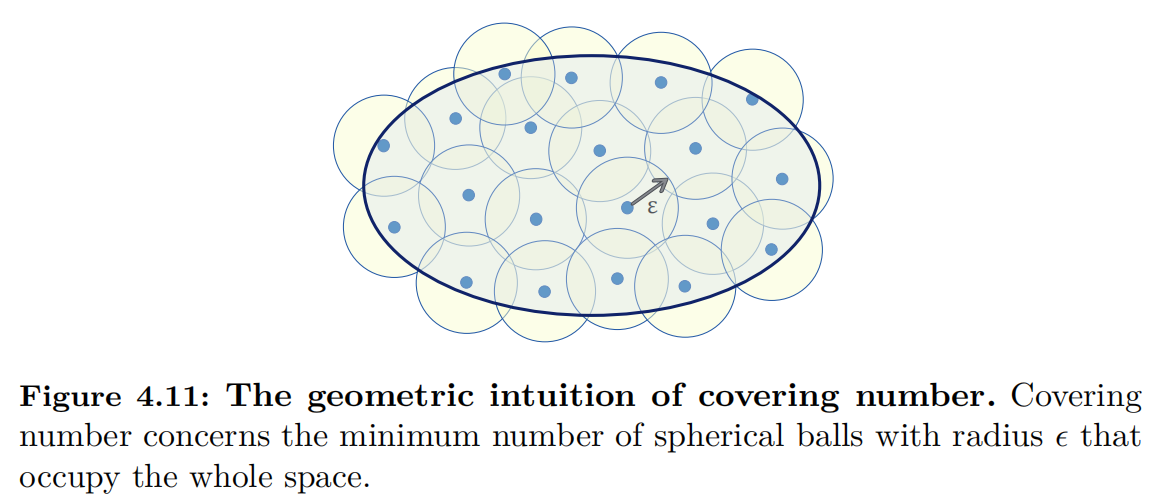 ε
Figure 4.11: The geometric intuition of covering number. Covering
number concerns the minimum number of spherical balls with radius ϵ that
occupy the whole space.